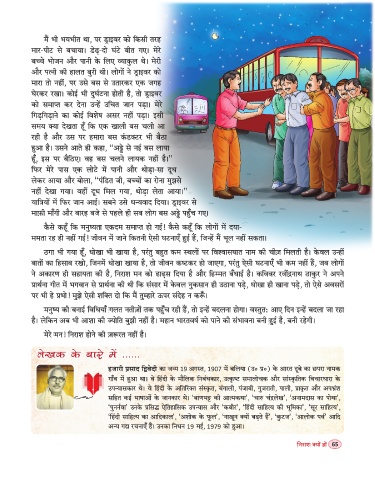 मैं भी भयभीत था, पर ड्राइवर को किसी तरह
मार-पीट से बचाया। डेढ़-दो घंटे बीत गए। मेरे
बच्चे भोजन और पानी के लिए व्याकुल थे। मेरी
और पत्नी की हालत बुरी थी। लोगों ने ड्राइवर को
मारा तो नहीं, पर उसे बस से उतारकर एक जगह
घेरकर रखा। कोई भी दुर्घटना होती है, तो ड्राइवर
को समाप्त कर देना उन्हें उचित जान पड़ा। मेरे
गिड़गिड़ाने का कोई विशेष असर नहीं पड़ा। इसी
समय क्या देखता हूँ कि एक खाली बस चली आ
रही है और उस पर हमारा बस कंडक्टर भी बैठा
हुआ है। उसने आते ही कहा, "अड्डे से नई बस लाया
हूँ, इस पर बैठिए। वह बस चलने लायक नहीं है।"
फिर मेरे पास एक लोटे में पानी और थोड़ा-सा दूध
लेकर आया और बोला, "पंडित जी, बच्चों का रोना मुझसे
नहीं देखा गया। वहीं दूध मिल गया, थोड़ा लेता आया।"
यात्रियों में फिर जान आई। सबने उसे धन्यवाद दिया। ड्राइवर से
माफ़ी माँगी और बारह बजे से पहले ही सब लोग बस अड्डे पहुँच गए।
कैसे कहूँ कि मनुष्यता एकदम समाप्त हो गई! कैसे कहूँ कि लोगों में दया-
ममता रह ही नहीं गई! जीवन में जाने कितनी ऐसी घटनाएँ हुई हैं, जिन्हें मैं भूल नहीं सकता।
ठगा भी गया हूँ, धोखा भी खाया है, परंतु बहुत कम स्थलों पर विश्वासघात नाम की चीज़ मिलती है। केवल उन्हीं
बातों का हिसाब रखो, जिनमें धोखा खाया है, तो जीवन कष्टकर हो जाएगा, परंतु ऐसी घटनाएँ भी कम नहीं हैं, जब लोगों
ने अकारण ही सहायता की है, निराश मन को ढाढ़स दिया है और हिम्मत बँधाई है। कविवर रवींद्रनाथ ठाकुर ने अपने
प्रार्थना गीत में भगवान से प्रार्थना की थी कि संसार में केवल नुकसान ही उठाना पड़े, धोखा ही खाना पड़े, तो ऐसे अवसरों
पर भी हे प्रभो! मुझे ऐसी शक्ति दो कि मैं तुम्हारे ऊपर संदेह न करूँ।
मनुष्य की बनाई विधियाँ गलत नतीजों तक पहुँच रही हैं, तो इन्हें बदलना होगा। वस्तुतः आए दिन इन्हें बदला जा रहा
है। लेकिन अब भी आशा की ज्योति बुझी नहीं है। महान भारतवर्ष को पाने की संभावना बनी हुई है, बनी रहेगी।
मेरे मन! निराश होने की ज़रूरत नहीं है।
लेखक के बारे में ......
हज़ारी प्रसाद द्विवेदी का जन्म 19 अगस्त, 1907 में बलिया (उ० प्र०) के आरत दुबे का छपरा नामक
गाँव में हुआ था। वे हिंदी के मौलिक निबंधकार, उत्कृष्ट समालोचक और सांस्कृतिक विचारधारा के
उपन्यासकार थे। वे हिंदी के अतिरिक्त संस्कृत, बंगाली, पंजाबी, गुजराती, पाली, प्राकृत और अपभ्रंश
सहित कई भाषाओं के जानकार थे। 'बाणभट्ट की आत्मकथा', 'चारु चंद्रलेख', 'अनामदास का पोथा',
'पुनर्नवा' उनके प्रसिद्ध ऐतिहासिक उपन्यास और 'कबीर', 'हिंदी साहित्य की भूमिका', 'सूर साहित्य',
'हिंदी साहित्य का आदिकाल', 'अशोक के फूल', 'नाखून क्यों बढ़ते हैं', 'कुटज', 'आलोक पर्व' आदि
अन्य गद्य रचनाएँ हैं। उनका निधन 19 मई, 1979 को हुआ।
निराश क्यों हों 65